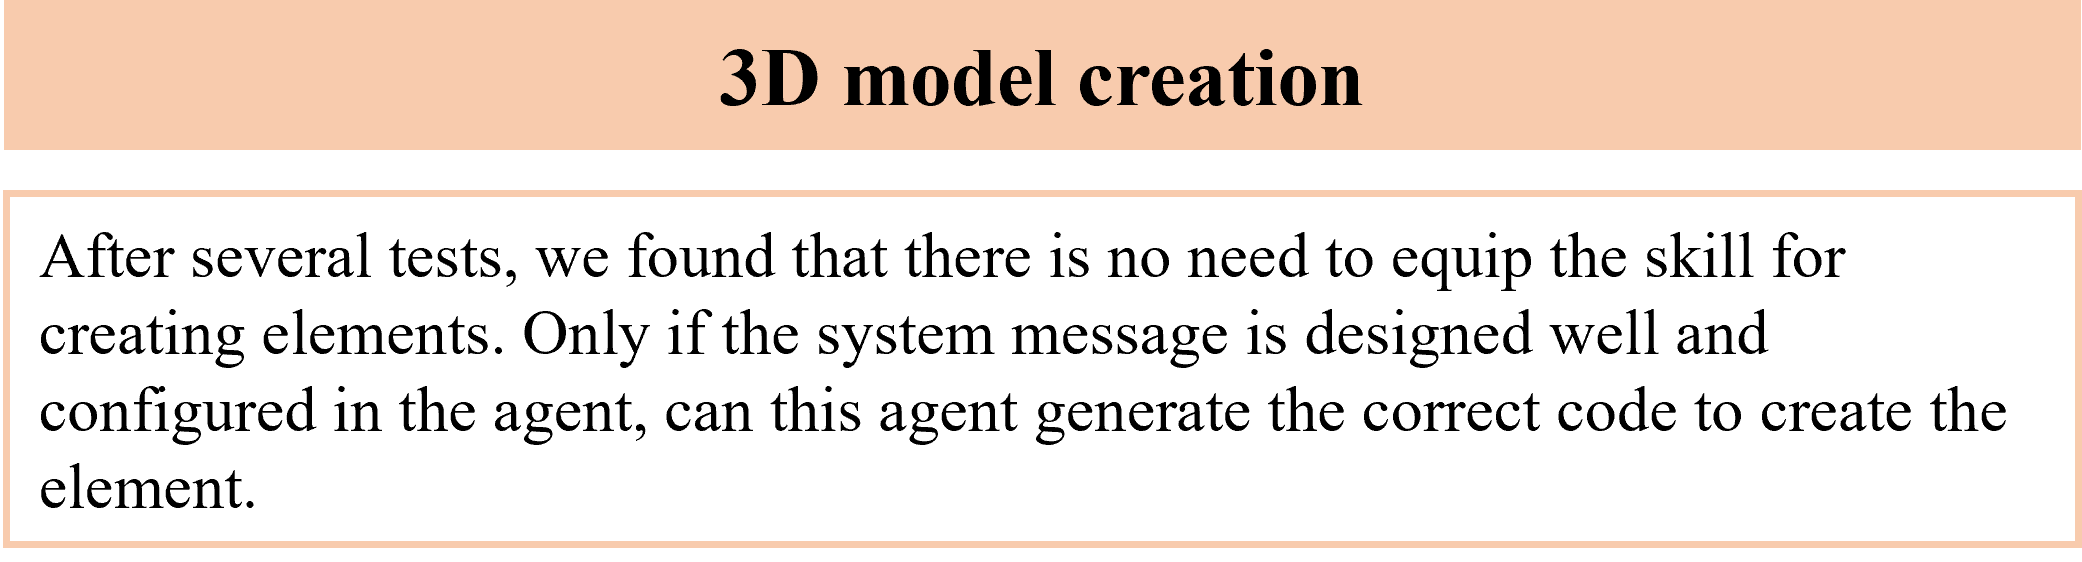 3D model creation
After several tests, we found that there is no need to equip the skill for
creating elements. Only if the system message is designed well and
configured in the agent, can this agent generate the correct code to create the
element.